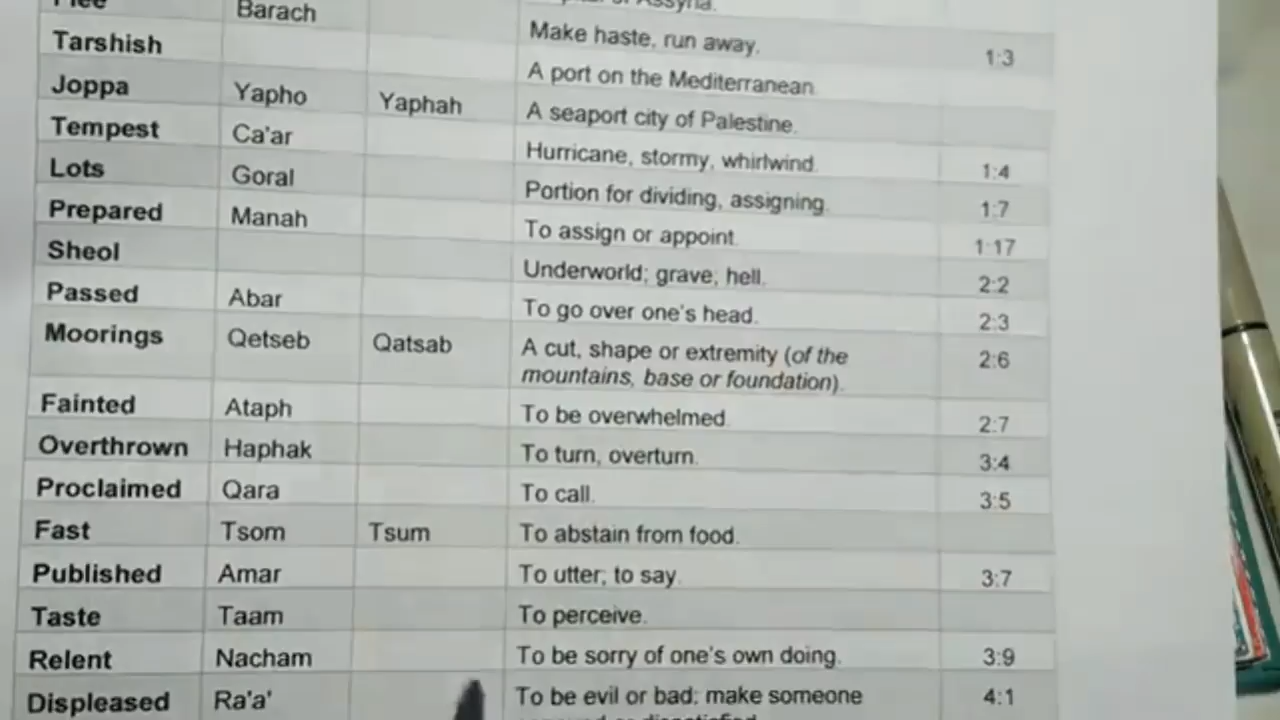 Flee Barach
Assyria.
Make haste, run away. 1:3
Tarshish A port on the Mediterranean.
Joppa Yapho Yaphah A seaport city of Palestine.
Tempest Ca'ar Hurricane, stormy, whirlwind. 1:4
Lots Goral Portion for dividing, assigning. 1:7
Prepared Manah To assign or appoint. 1:17
Sheol Underworld; grave; hell. 2:2
Passed Abar To go over one's head. 2:3
Moorings Qetseb Qatsab A cut, shape or extremity (of the 2:6
mountains, base or foundation).
Fainted Ataph To be overwhelmed. 2:7
Overthrown Haphak To turn, overturn. 3:4
Proclaimed Qara To call. 3:5
Fast Tsom Tsum To abstain from food.
Published Amar To utter; to say. 3:7
Taste Taam To perceive.
Relent Nacham To be sorry of one's own doing. 3:9
Displeased Ra'a' To be evil or bad; make someone 4:1